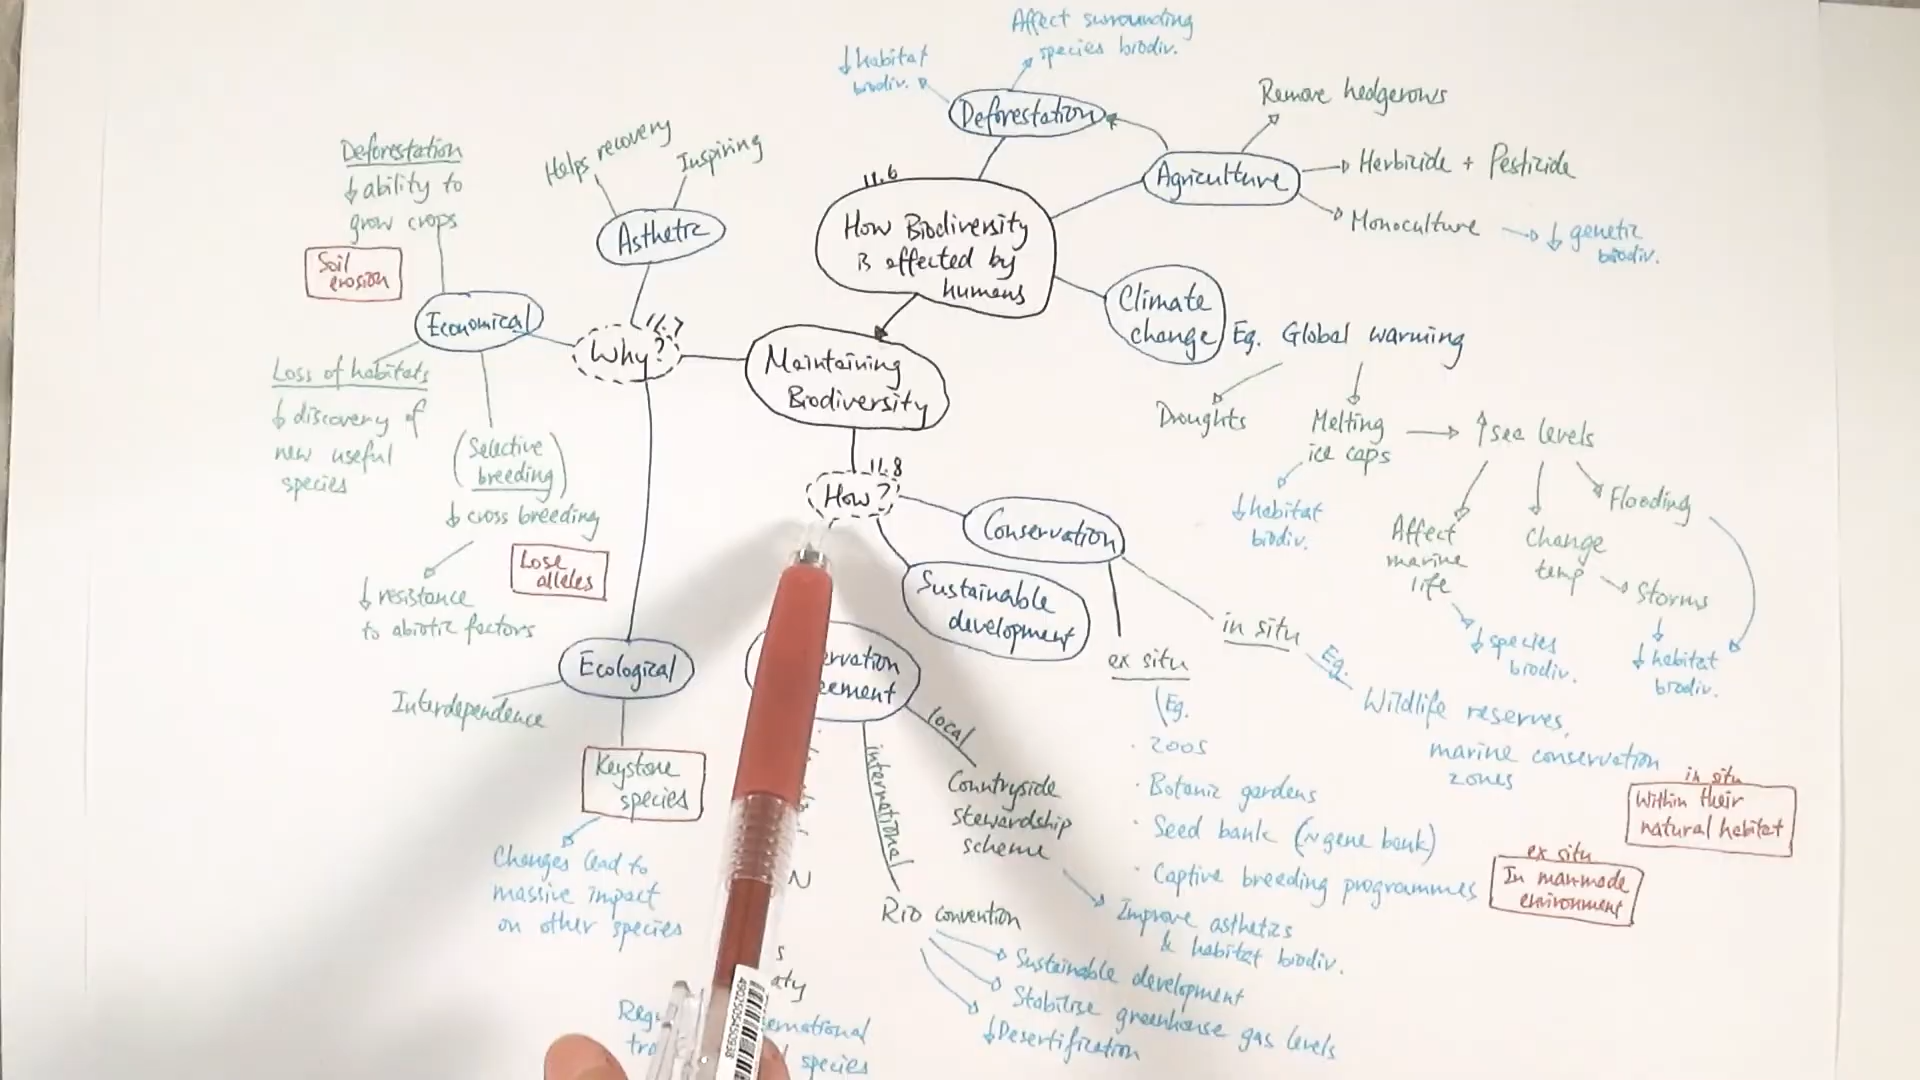 Affect surrounding
species biodiv.
↓ habitat
biodiv.
Deforestation
Remove hedgerows
Agriculture
Herbicide + Pesticide
Monoculture
↓ genetic
biodiv.
11.6
How Biodiversity
is affected by
humans
Climate
change
Eg. Global warming
Droughts
Melting
ice caps
↑ sea levels
↓ habitat
biodiv.
Affect
marine
life
Change
temp
Flooding
Storms
↓ species
biodiv.
↓ habitat
biodiv.
Deforestation
↓ ability to
grow crops
Helps recovery
Inspiring
Asthetic
Soil
erosion
Economical
11.7
Why?
Maintaining
Biodiversity
Loss of habitats
↓ discovery of
new useful
species
(Selective
breeding)
↓ cross breeding
Lose
alleles
↓ resistance
to abiotic factors
Ecological
Interdependence
Keystone
species
Changes lead to
massive impact
on other species
11.8
How?
Conservation
Sustainable
development
ex situ
Eg.
· Zoos
· Botanic gardens
· Seed bank (~gene bank)
· Captive breeding programmes
in situ
Eg.
Wildlife reserves,
marine conservation
zones
in situ
Within their
natural habitat
ex situ
In manmade
environment
local
international
Countryside
stewardship
scheme
Improve asthetics
& habitat biodiv.
Rio convention
Sustainable development
Stabilise greenhouse gas levels
↓ Desertification
N
species
4902505450938